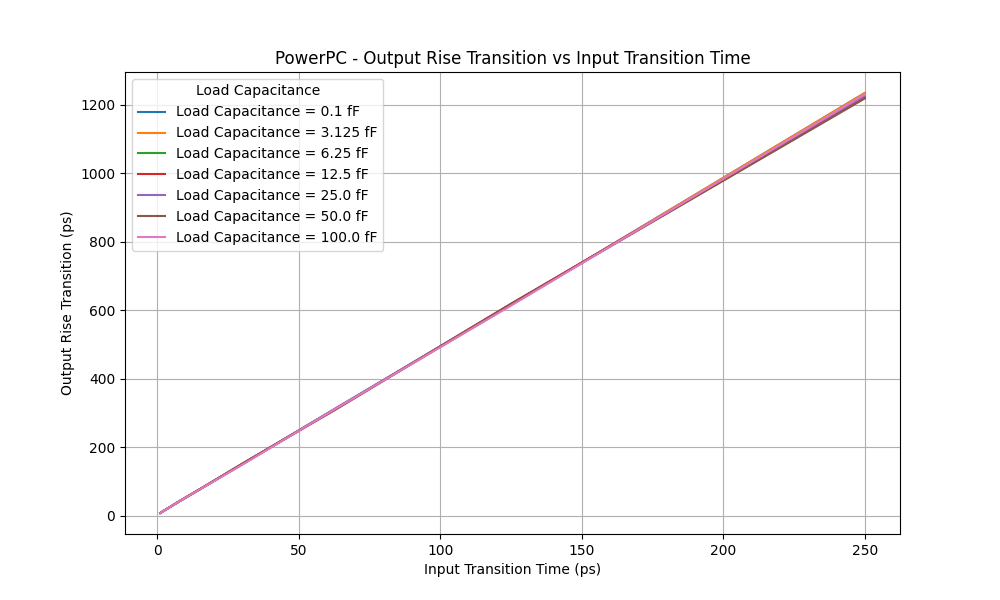 PowerPC - Output Rise Transition vs Input Transition Time
Load Capacitance
Load Capacitance = 0.1 fF
Load Capacitance = 3.125 fF
Load Capacitance = 6.25 fF
Load Capacitance = 12.5 fF
Load Capacitance = 25.0 fF
Load Capacitance = 50.0 fF
Load Capacitance = 100.0 fF
Output Rise Transition (ps)
1200
1000
800
600
400
200
0
0 50 100 150 200 250
Input Transition Time (ps)